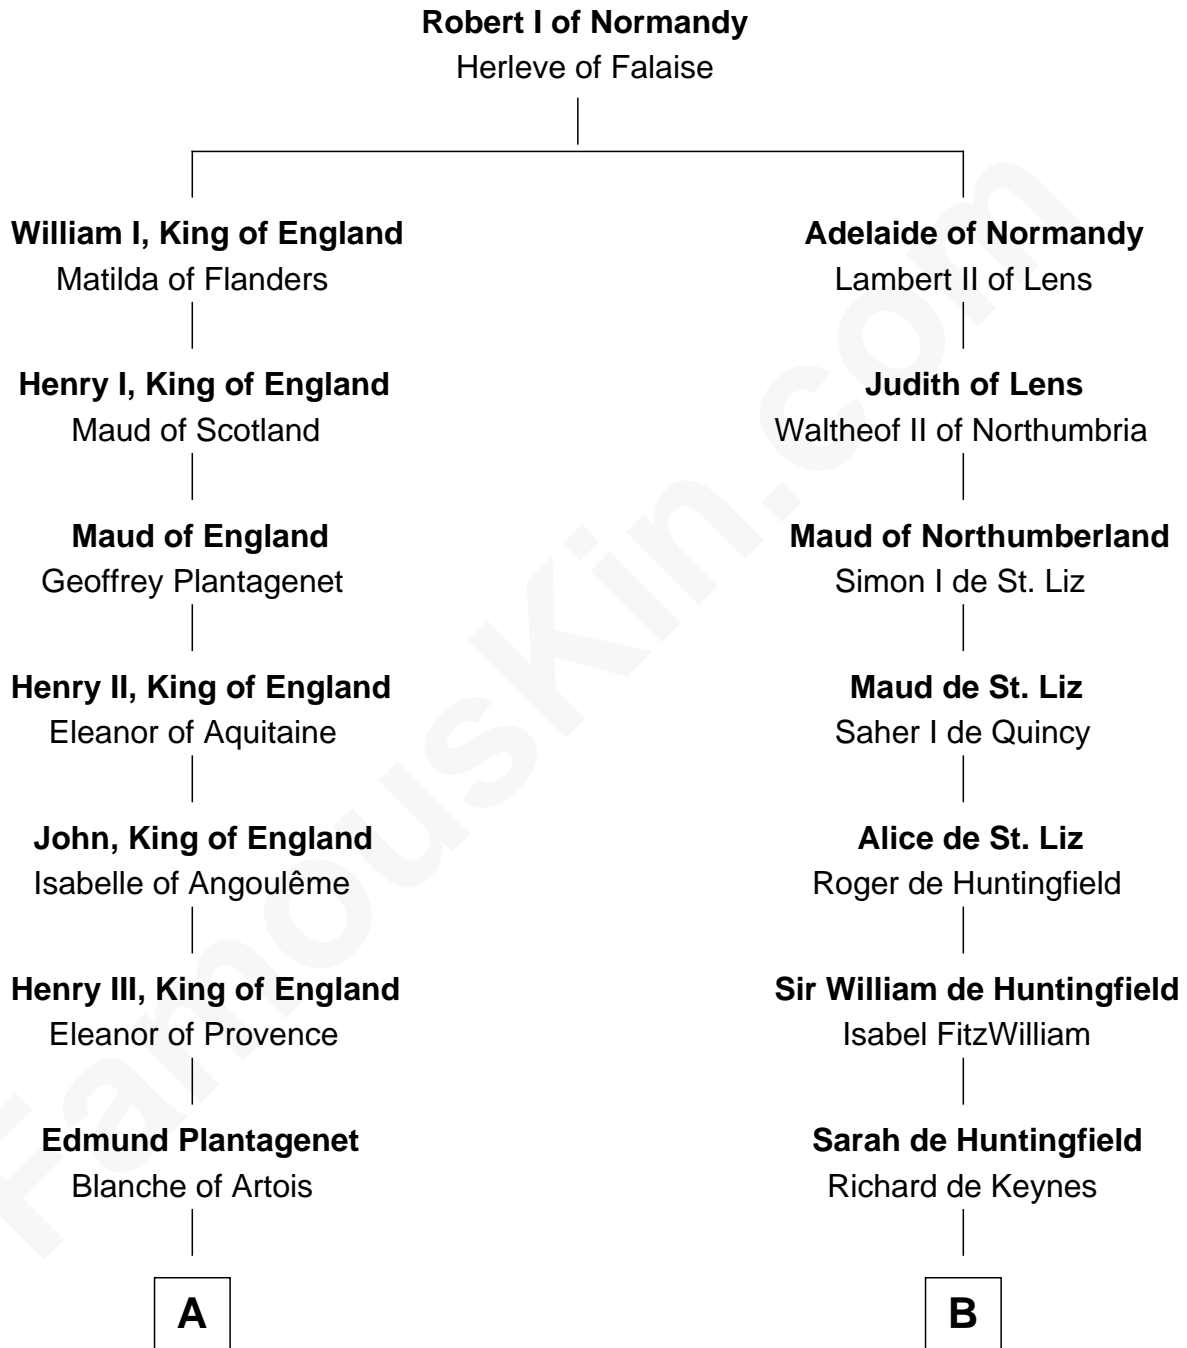 Robert I of Normandy
Herleve of Falaise
William I, King of England
Matilda of Flanders
Adelaide of Normandy
Lambert II of Lens
Henry I, King of England
Maud of Scotland
Judith of Lens
Waltheof II of Northumbria
Maud of England
Geoffrey Plantagenet
Maud of Northumberland
Simon I de St. Liz
Henry II, King of England
Eleanor of Aquitaine
Maud de St. Liz
Saher I de Quincy
John, King of England
Isabelle of Angoulême
Alice de St. Liz
Roger de Huntingfield
Henry III, King of England
Eleanor of Provence
Sir William de Huntingfield
Isabel FitzWilliam
Edmund Plantagenet
Blanche of Artois
Sarah de Huntingfield
Richard de Keynes
A
B
FamousKin.com